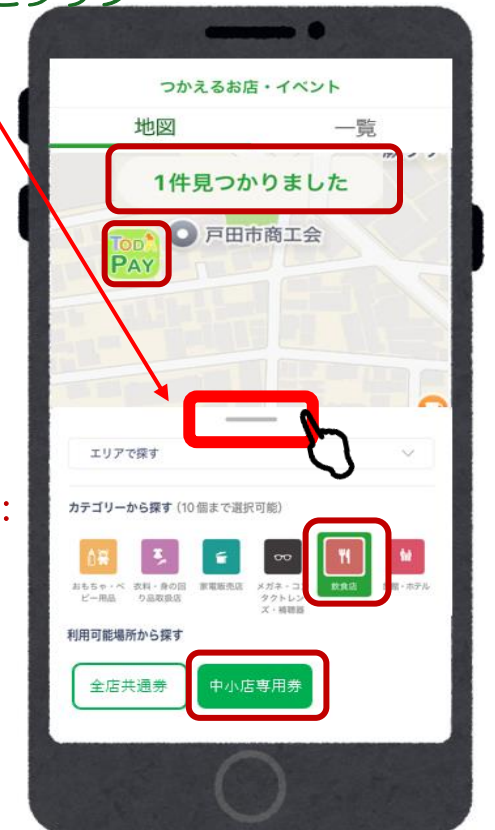 つかえるお店・イベント
地図
一覧
1件見つかりました
TODA
PAY
戸田市商工会
エリアで探す
:
カテゴリーから探す (10個まで選択可能)
おもちゃ・ベ
ビー用品
衣料・身の回
り品取扱店
家電販売店
メガネ・コン
タクトレン
ズ・補聴器
飲食店
・ホテル
利用可能場所から探す
全店共通券
中小店専用券